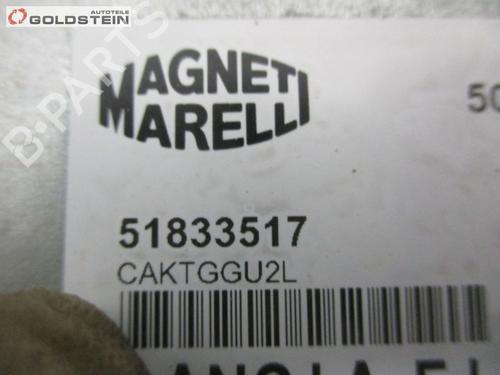 Autoteile
GOLDSTEIN
B-PARTS
MAGNETI
MARELLI
50
51833517
CAKTGGU2L